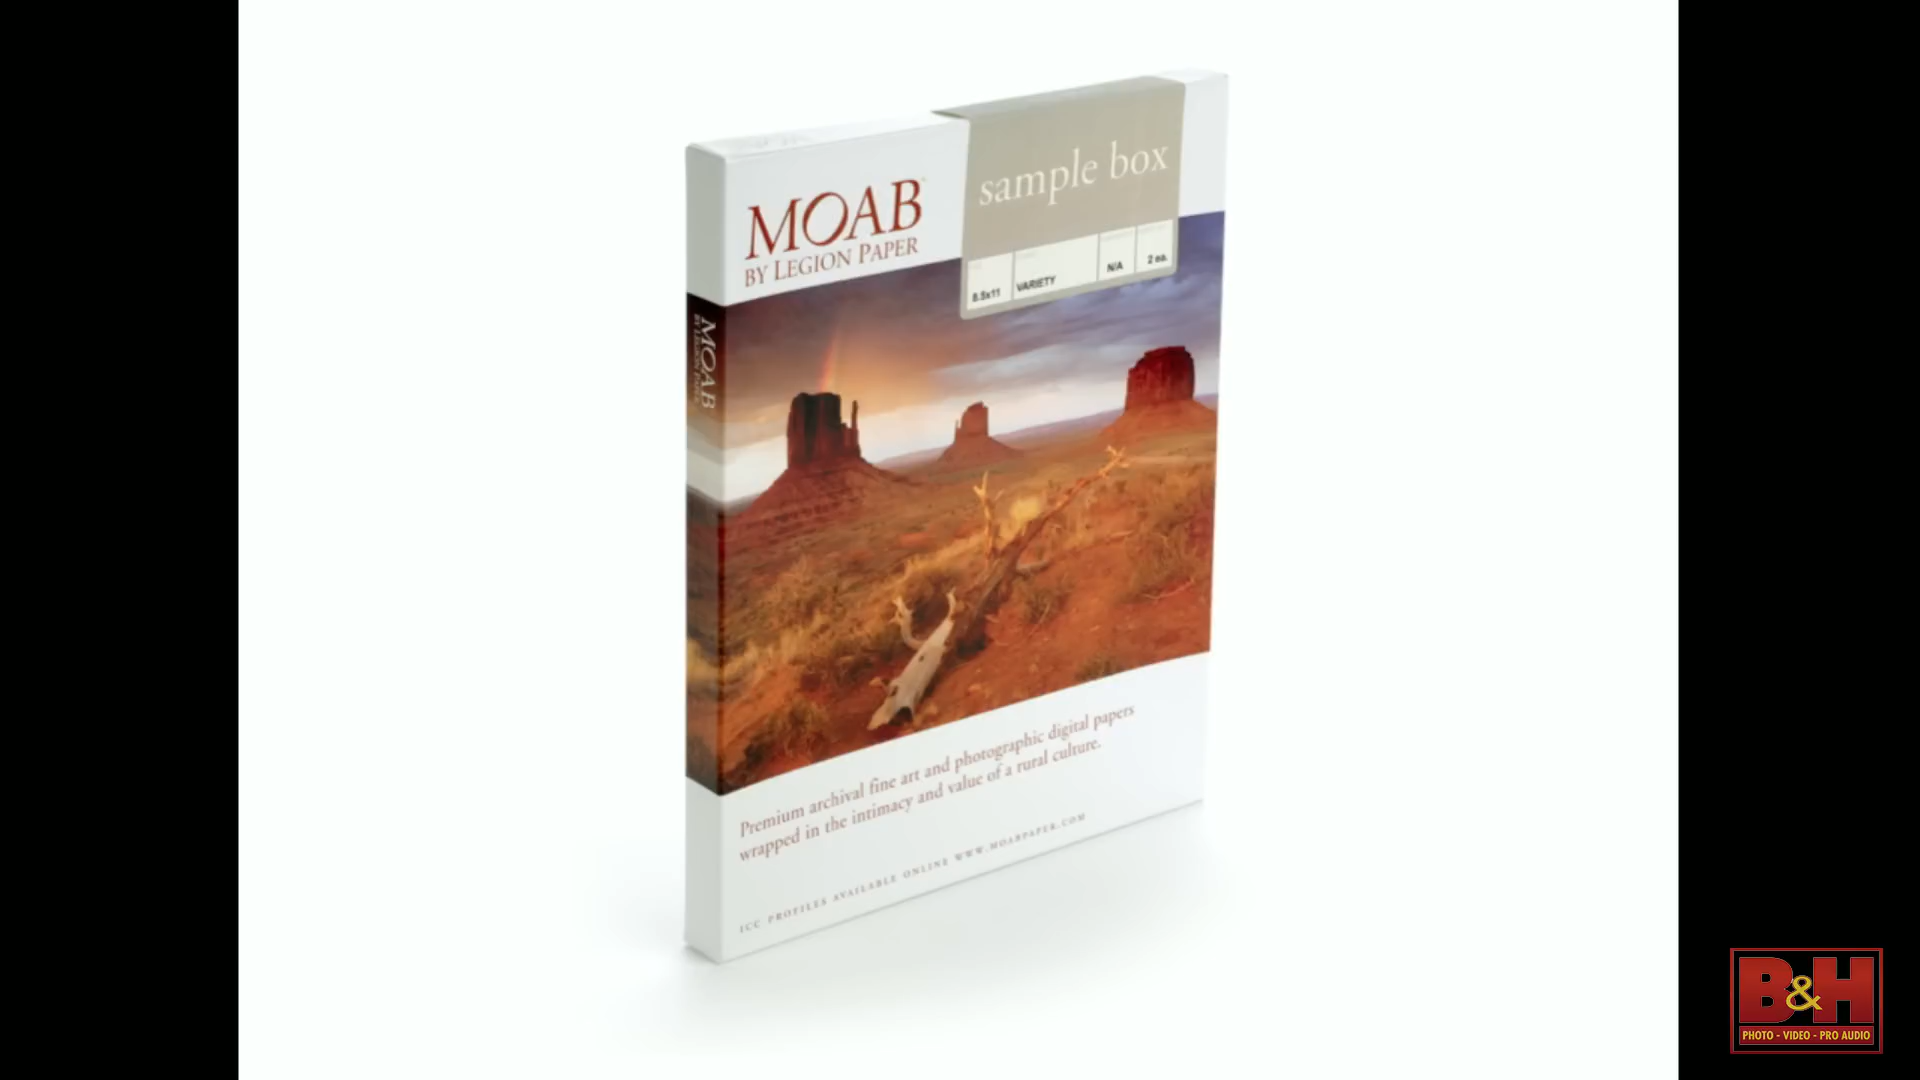 sample box
MOAB
BY LEGION PAPER
8.5x11
VARIETY
N/A
2 ea.
MOAB
BY LEGION PAPER
Premium archival fine art and photographic digital papers
wrapped in the intimacy and value of a rural culture.
ICC PROFILES AVAILABLE ONLINE WWW.MOABPAPER.COM
B&H
PHOTO - VIDEO - PRO AUDIO